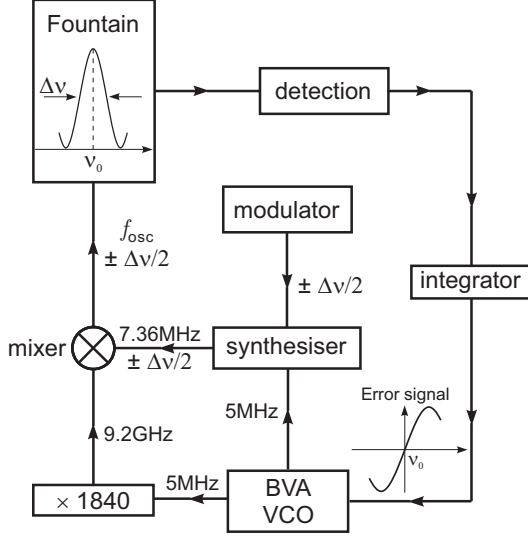 Fountain
Δν
ν₀
detection
modulator
± Δν/2
integrator
f_osc
± Δν/2
mixer
7.36MHz
± Δν/2
synthesiser
5MHz
Error signal
ν₀
9.2GHz
× 1840
5MHz
BVA
VCO